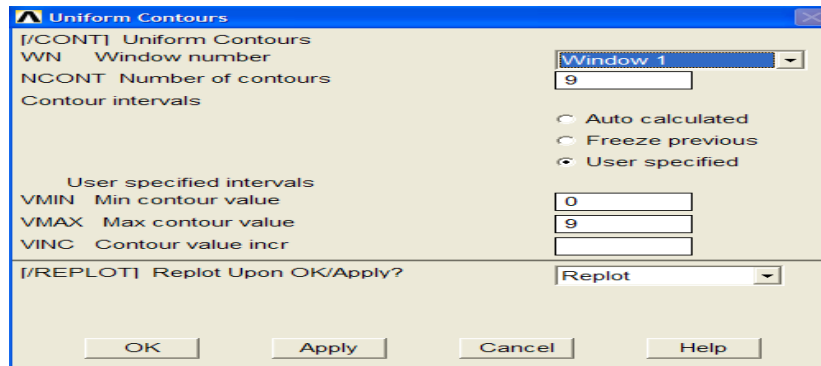 Uniform Contours
[/CONT] Uniform Contours
WN Window number Window 1
NCONT Number of contours 9
Contour intervals
Auto calculated
Freeze previous
User specified
User specified intervals
VMIN Min contour value 0
VMAX Max contour value 9
VINC Contour value incr
[/REPLOT] Replot Upon OK/Apply? Replot
OK Apply Cancel Help